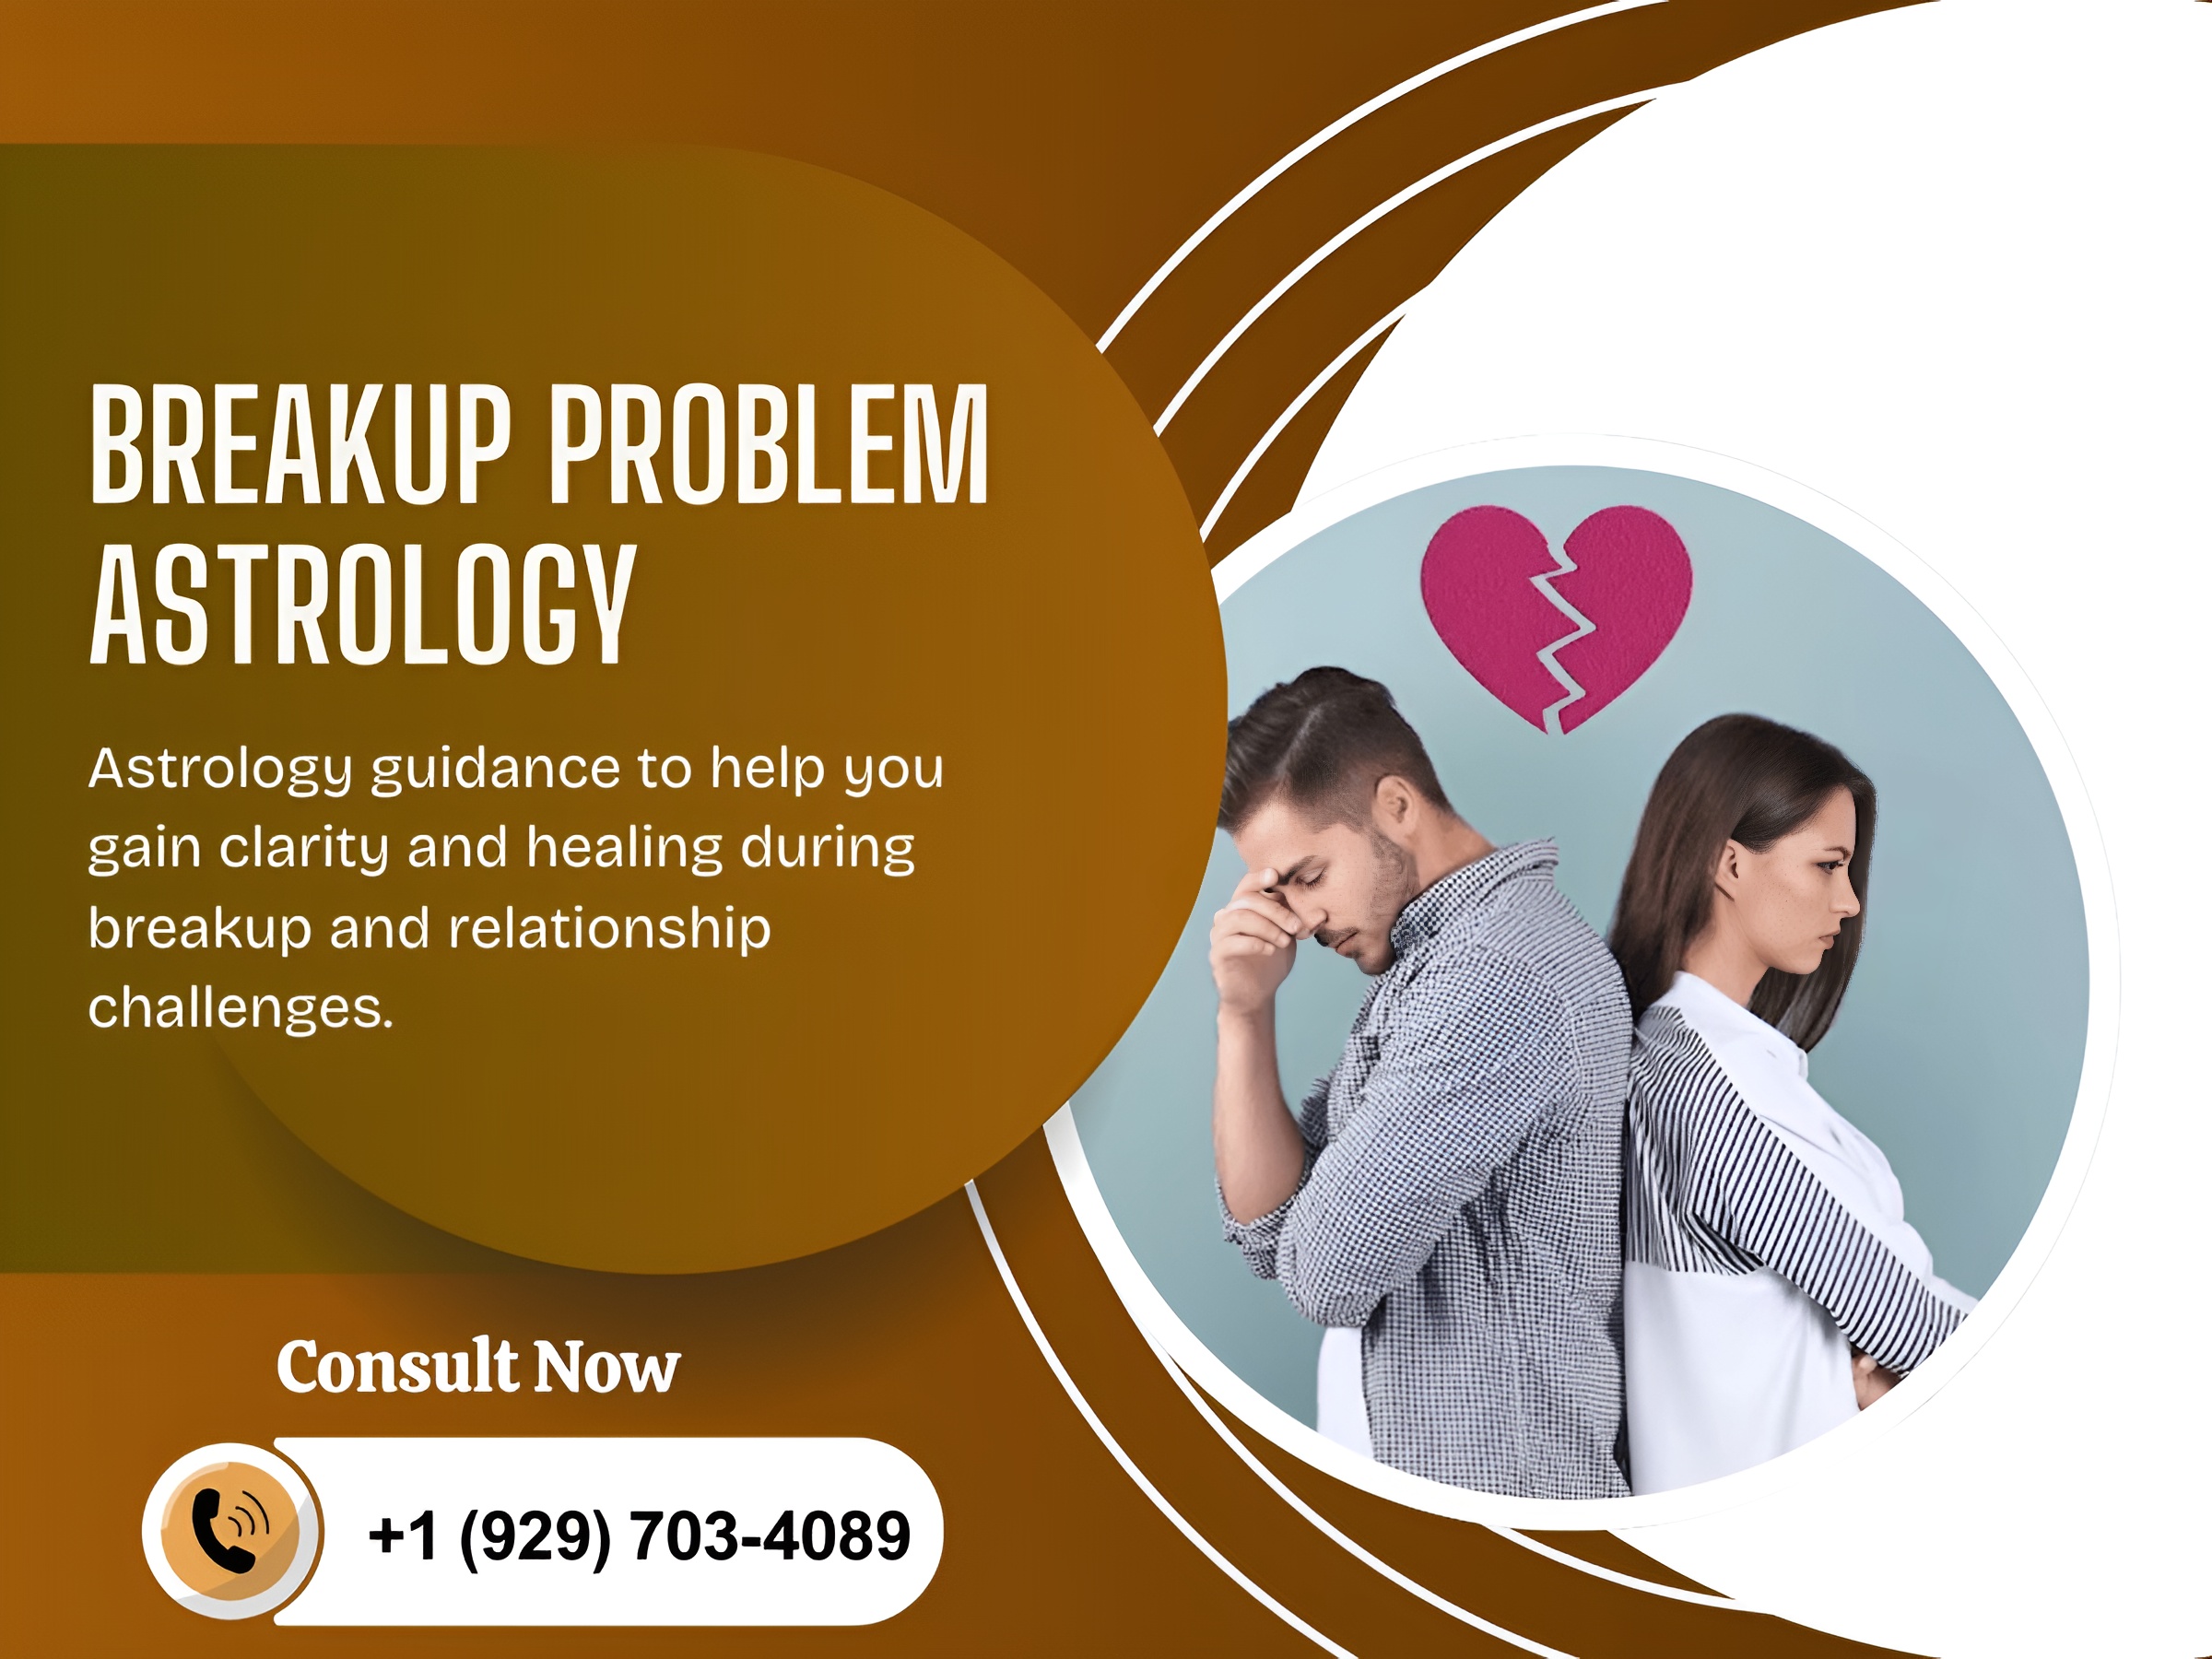 BREAKUP PROBLEM
ASTROLOGY
Astrology guidance to help you
gain clarity and healing during
breakup and relationship
challenges.
Consult Now
+1 (929) 703-4089